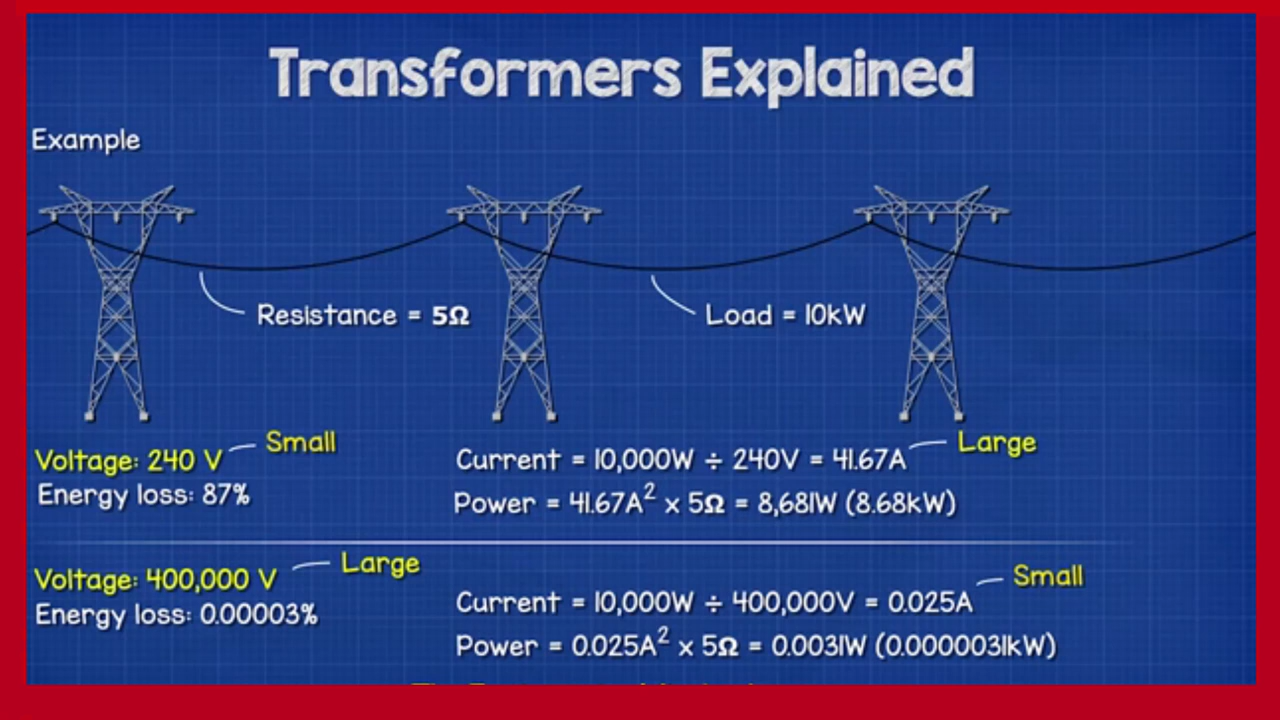 Transformers Explained
Example
Resistance = 5Ω
Load = 10kW
Voltage: 240 V
Small
Energy loss: 87%
Current = 10,000W ÷ 240V = 41.67A
Large
Power = 41.67A² x 5Ω = 8,681W (8.68kW)
Voltage: 400,000 V
Large
Energy loss: 0.00003%
Current = 10,000W ÷ 400,000V = 0.025A
Small
Power = 0.025A² x 5Ω = 0.0031W (0.0000031kW)